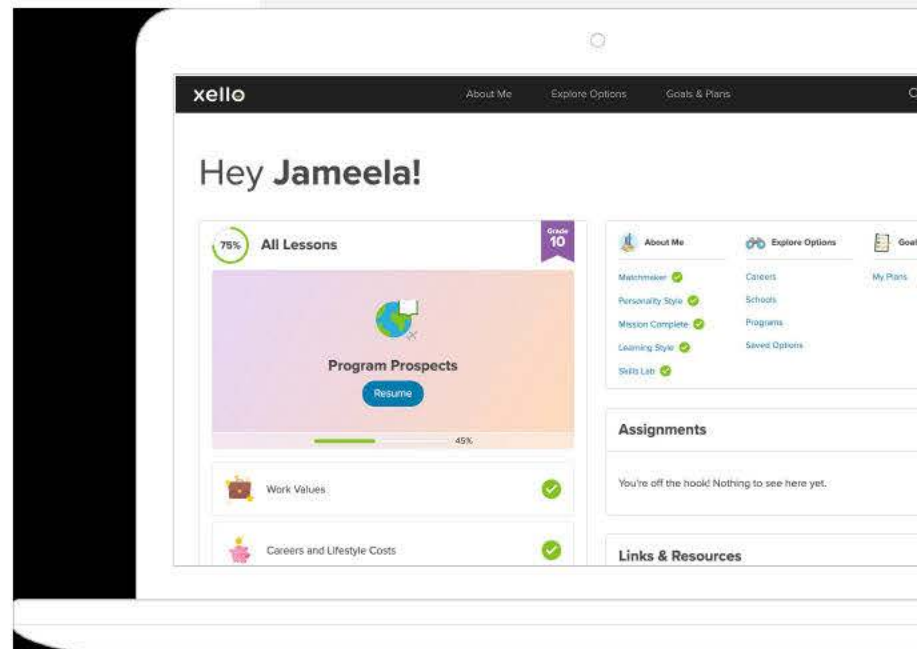 xello
About Me Explore Options Goals & Plans
Hey Jameela!
75% All Lessons
Grade
10
Program Prospects
Resume
45%
Work Values
Careers and Lifestyle Costs
About Me
Matchmaker
Personality Style
Mission Complete
Learning Style
Skills Lab
Explore Options
Careers
Schools
Programs
Saved Options
Goal
My Plans
Assignments
You're off the hook! Nothing to see here yet.
Links & Resources